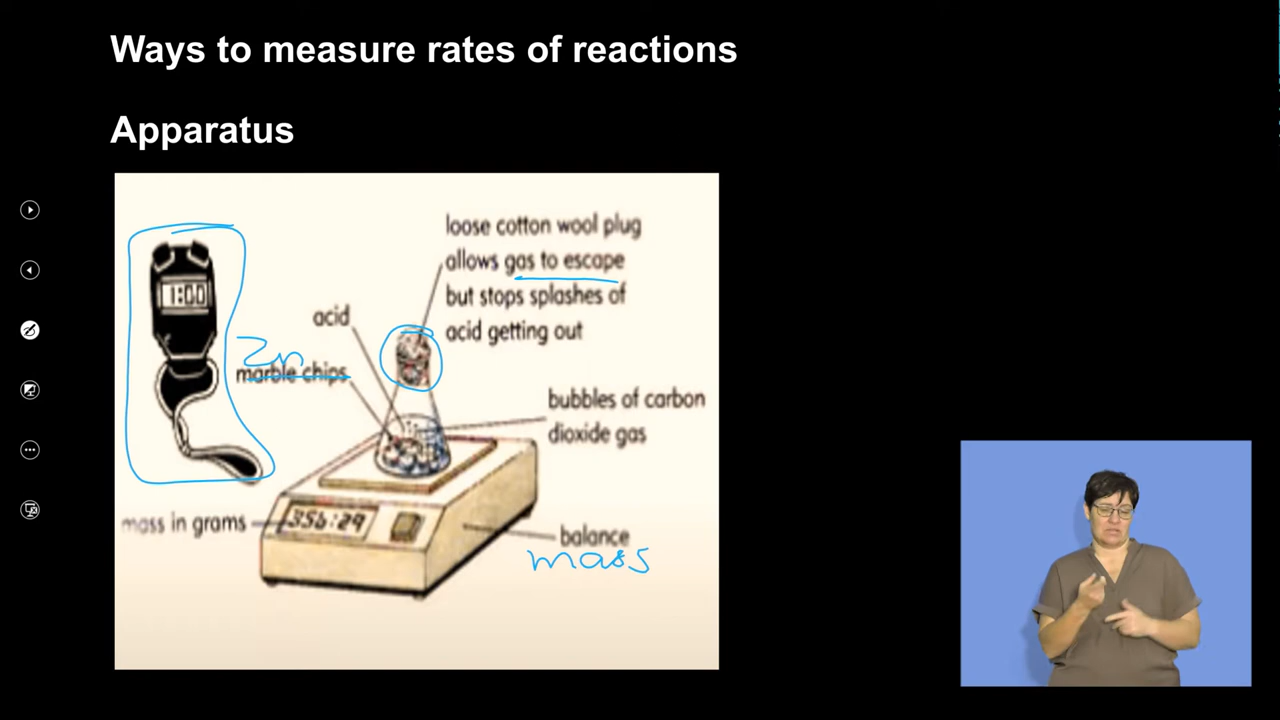 Ways to measure rates of reactions
Apparatus
loose cotton wool plug
allows gas to escape
but stops splashes of
acid getting out
1:00
acid
Zn
marble chips
bubbles of carbon
dioxide gas
mass in grams
356:29
balance
mass